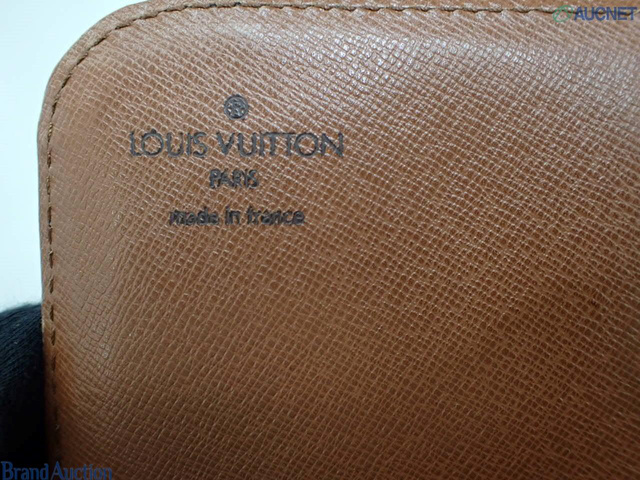 AUCNET
LOUIS VUITTON
PARIS
made in france
Brand Auction